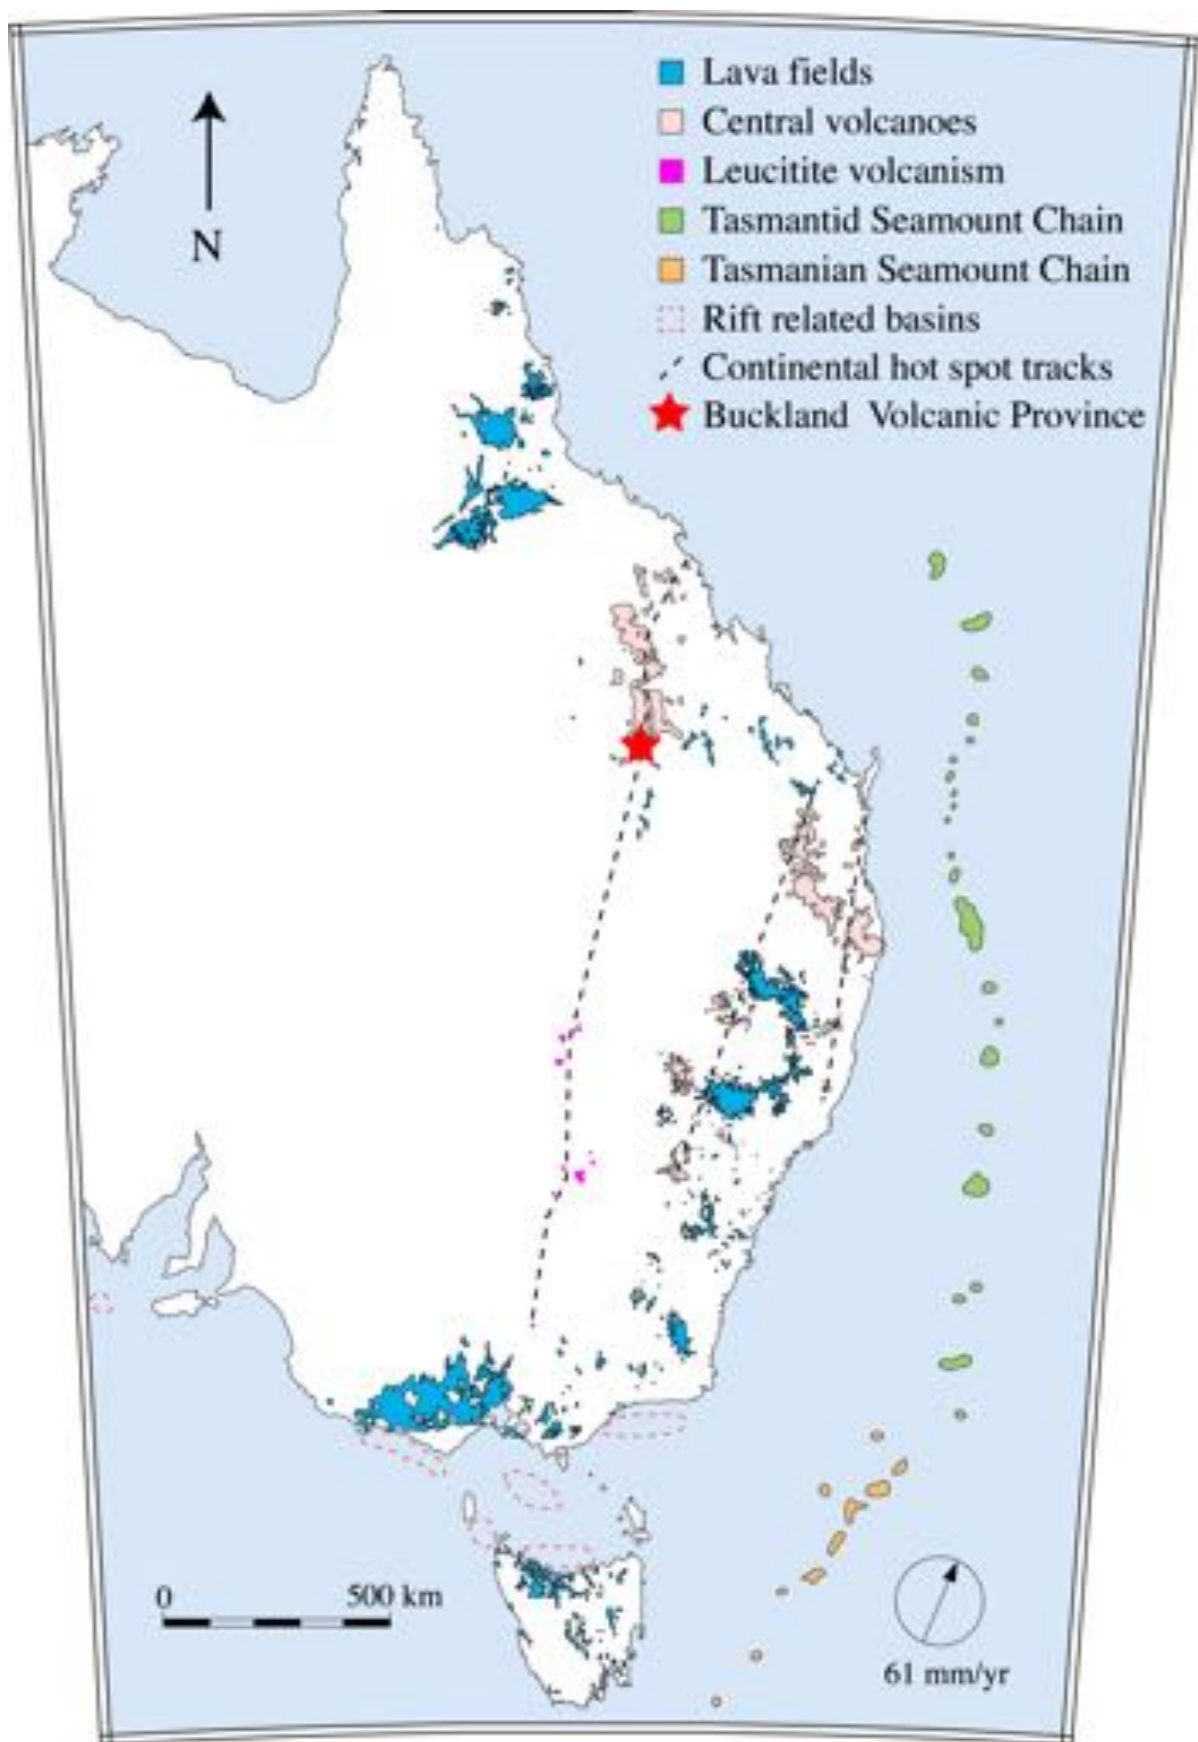 Lava fields
Central volcanoes
Leucitite volcanism
Tasmantid Seamount Chain
Tasmanian Seamount Chain
Rift related basins
Continental hot spot tracks
Buckland Volcanic Province
N
0 500 km
61 mm/yr